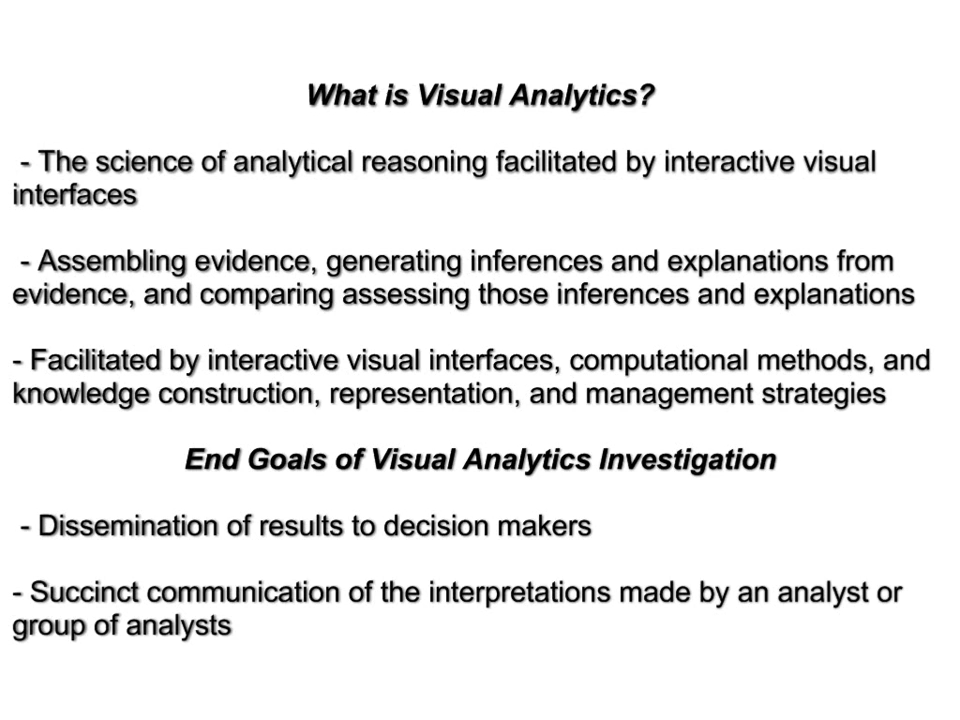 What is Visual Analytics?
- The science of analytical reasoning facilitated by interactive visual
interfaces
- Assembling evidence, generating inferences and explanations from
evidence, and comparing assessing those inferences and explanations
- Facilitated by interactive visual interfaces, computational methods, and
knowledge construction, representation, and management strategies
End Goals of Visual Analytics Investigation
- Dissemination of results to decision makers
- Succinct communication of the interpretations made by an analyst or
group of analysts